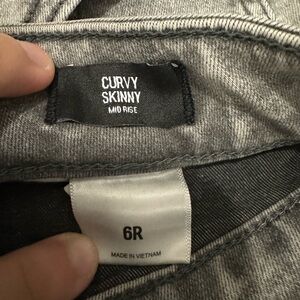 CURVY
SKINNY
MID RISE
6R
MADE IN VIETNAM